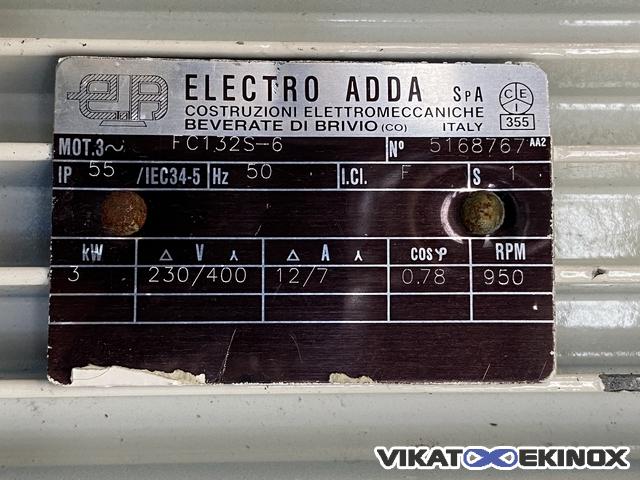 ELECTRO ADDA SpA
COSTRUZIONI ELETTROMECCANICHE
BEVERATE DI BRIVIO (CO) ITALY
CEI
355
MOT.3~ FC132S-6 Nº 5168767 AA2
IP 55 /IEC34-5 Hz 50 I.Cl. F S 1
kW △ V ⅄ △ A ⅄ cosφ RPM
3 230/400 12/7 0.78 950
VIKATOO EKINOX